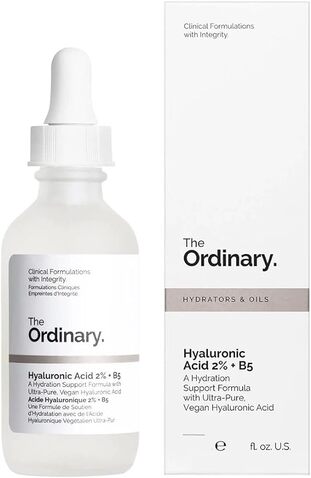 Clinical Formulations
with Integrity.
Formulations Cliniques
Empreintes d'Integrite
The
Ordinary.
Hyaluronic Acid 2% + B5
A Hydration Support Formula with
Ultra-Pure, Vegan Hyaluronic Acid
Acide Hyaluronique 2% + B5
Une Formule de Soutien
d'Hydratation avec de l'Acide
Hyaluronique Végétalien Ultra-Pur
Clinical Formulations
with Integrity.
The
Ordinary.
HYDRATORS & OILS
Hyaluronic
Acid 2% + B5
A Hydration
Support Formula
with Ultra-Pure,
Vegan Hyaluronic Acid
℮ fl. oz. U.S.